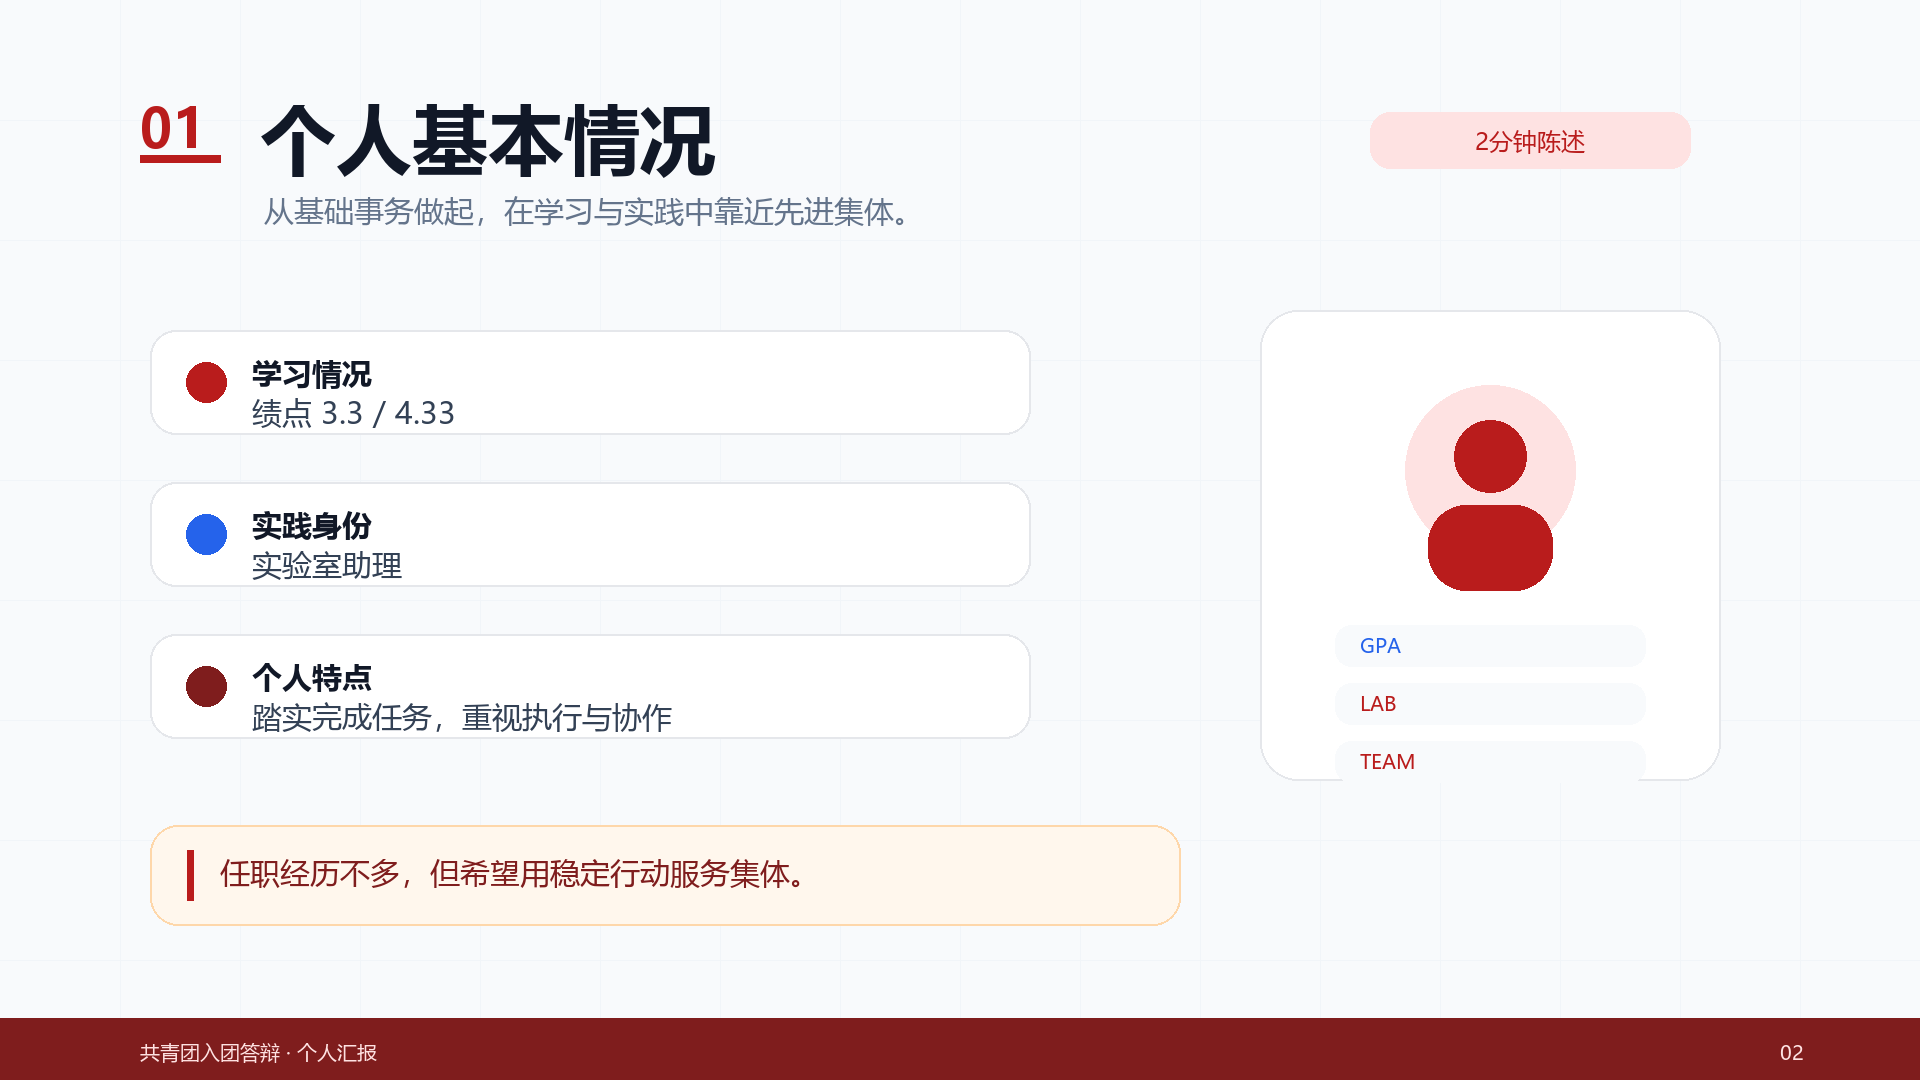 01
个人基本情况
2分钟陈述
从基础事务做起，在学习与实践中靠近先进集体。
学习情况
绩点 3.3 / 4.33
实践身份
实验室助理
个人特点
踏实完成任务，重视执行与协作
GPA
LAB
TEAM
任职经历不多，但希望用稳定行动服务集体。
共青团入团答辩 · 个人汇报
02